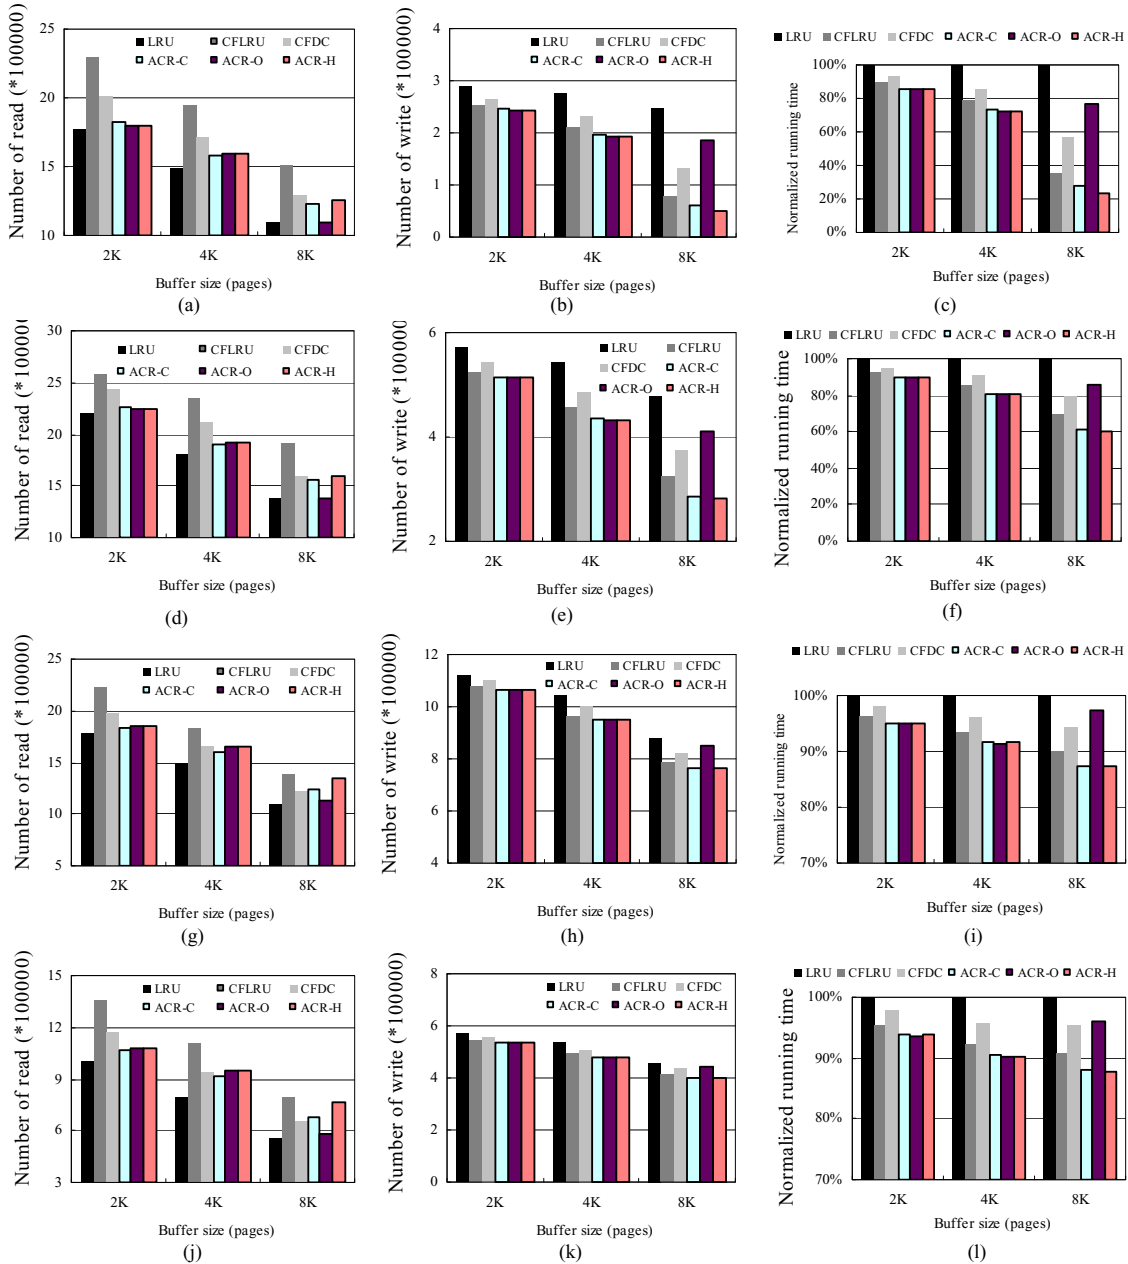 Number of read (*100000)
25
20
15
10
LRU CFLRU CFDC
ACR-C ACR-O ACR-H
2K 4K 8K
Buffer size (pages)
(a)
Number of write (*100000)
4
3
2
1
0
LRU CFLRU CFDC
ACR-C ACR-O ACR-H
2K 4K 8K
Buffer size (pages)
(b)
LRU CFLRU CFDC ACR-C ACR-O ACR-H
Normalized running time
100%
80%
60%
40%
20%
0%
2K 4K 8K
Buffer size (pages)
(c)
Number of read (*100000
30
25
20
15
10
LRU CFLRU CFDC
ACR-C ACR-O ACR-H
2K 4K 8K
Buffer size (pages)
(d)
Number of write (*100000
6
4
2
LRU CFLRU
CFDC ACR-C
ACR-O ACR-H
2K 4K 8K
Buffer size (pages)
(e)
LRU CFLRU CFDC ACR-C ACR-O ACR-H
Normalized running time
100%
80%
60%
40%
20%
0%
2K 4K 8K
Buffer size (pages)
(f)
Number of read (*100000)
25
20
15
10
5
LRU CFLRU CFDC
ACR-C ACR-O ACR-H
2K 4K 8K
Buffer size (pages)
(g)
Number of write (*100000)
12
10
8
6
4
LRU CFLRU CFDC
ACR-C ACR-O ACR-H
2K 4K 8K
Buffer size (pages)
(h)
LRU CFLRU CFDC ACR-C ACR-O ACR-H
Normalized running time
100%
90%
80%
70%
2K 4K 8K
Buffer size (pages)
(i)
Number of read (*100000)
15
12
9
6
3
LRU CFLRU CFDC
ACR-C ACR-O ACR-H
2K 4K 8K
Buffer size (pages)
(j)
Number of write (*100000)
8
6
4
2
0
LRU CFLRU CFDC
ACR-C ACR-O ACR-H
2K 4K 8K
Buffer size (pages)
(k)
LRU CFLRU CFDC ACR-C ACR-O ACR-H
Normalized running time
100%
90%
80%
70%
2K 4K 8K
Buffer size (pages)
(l)